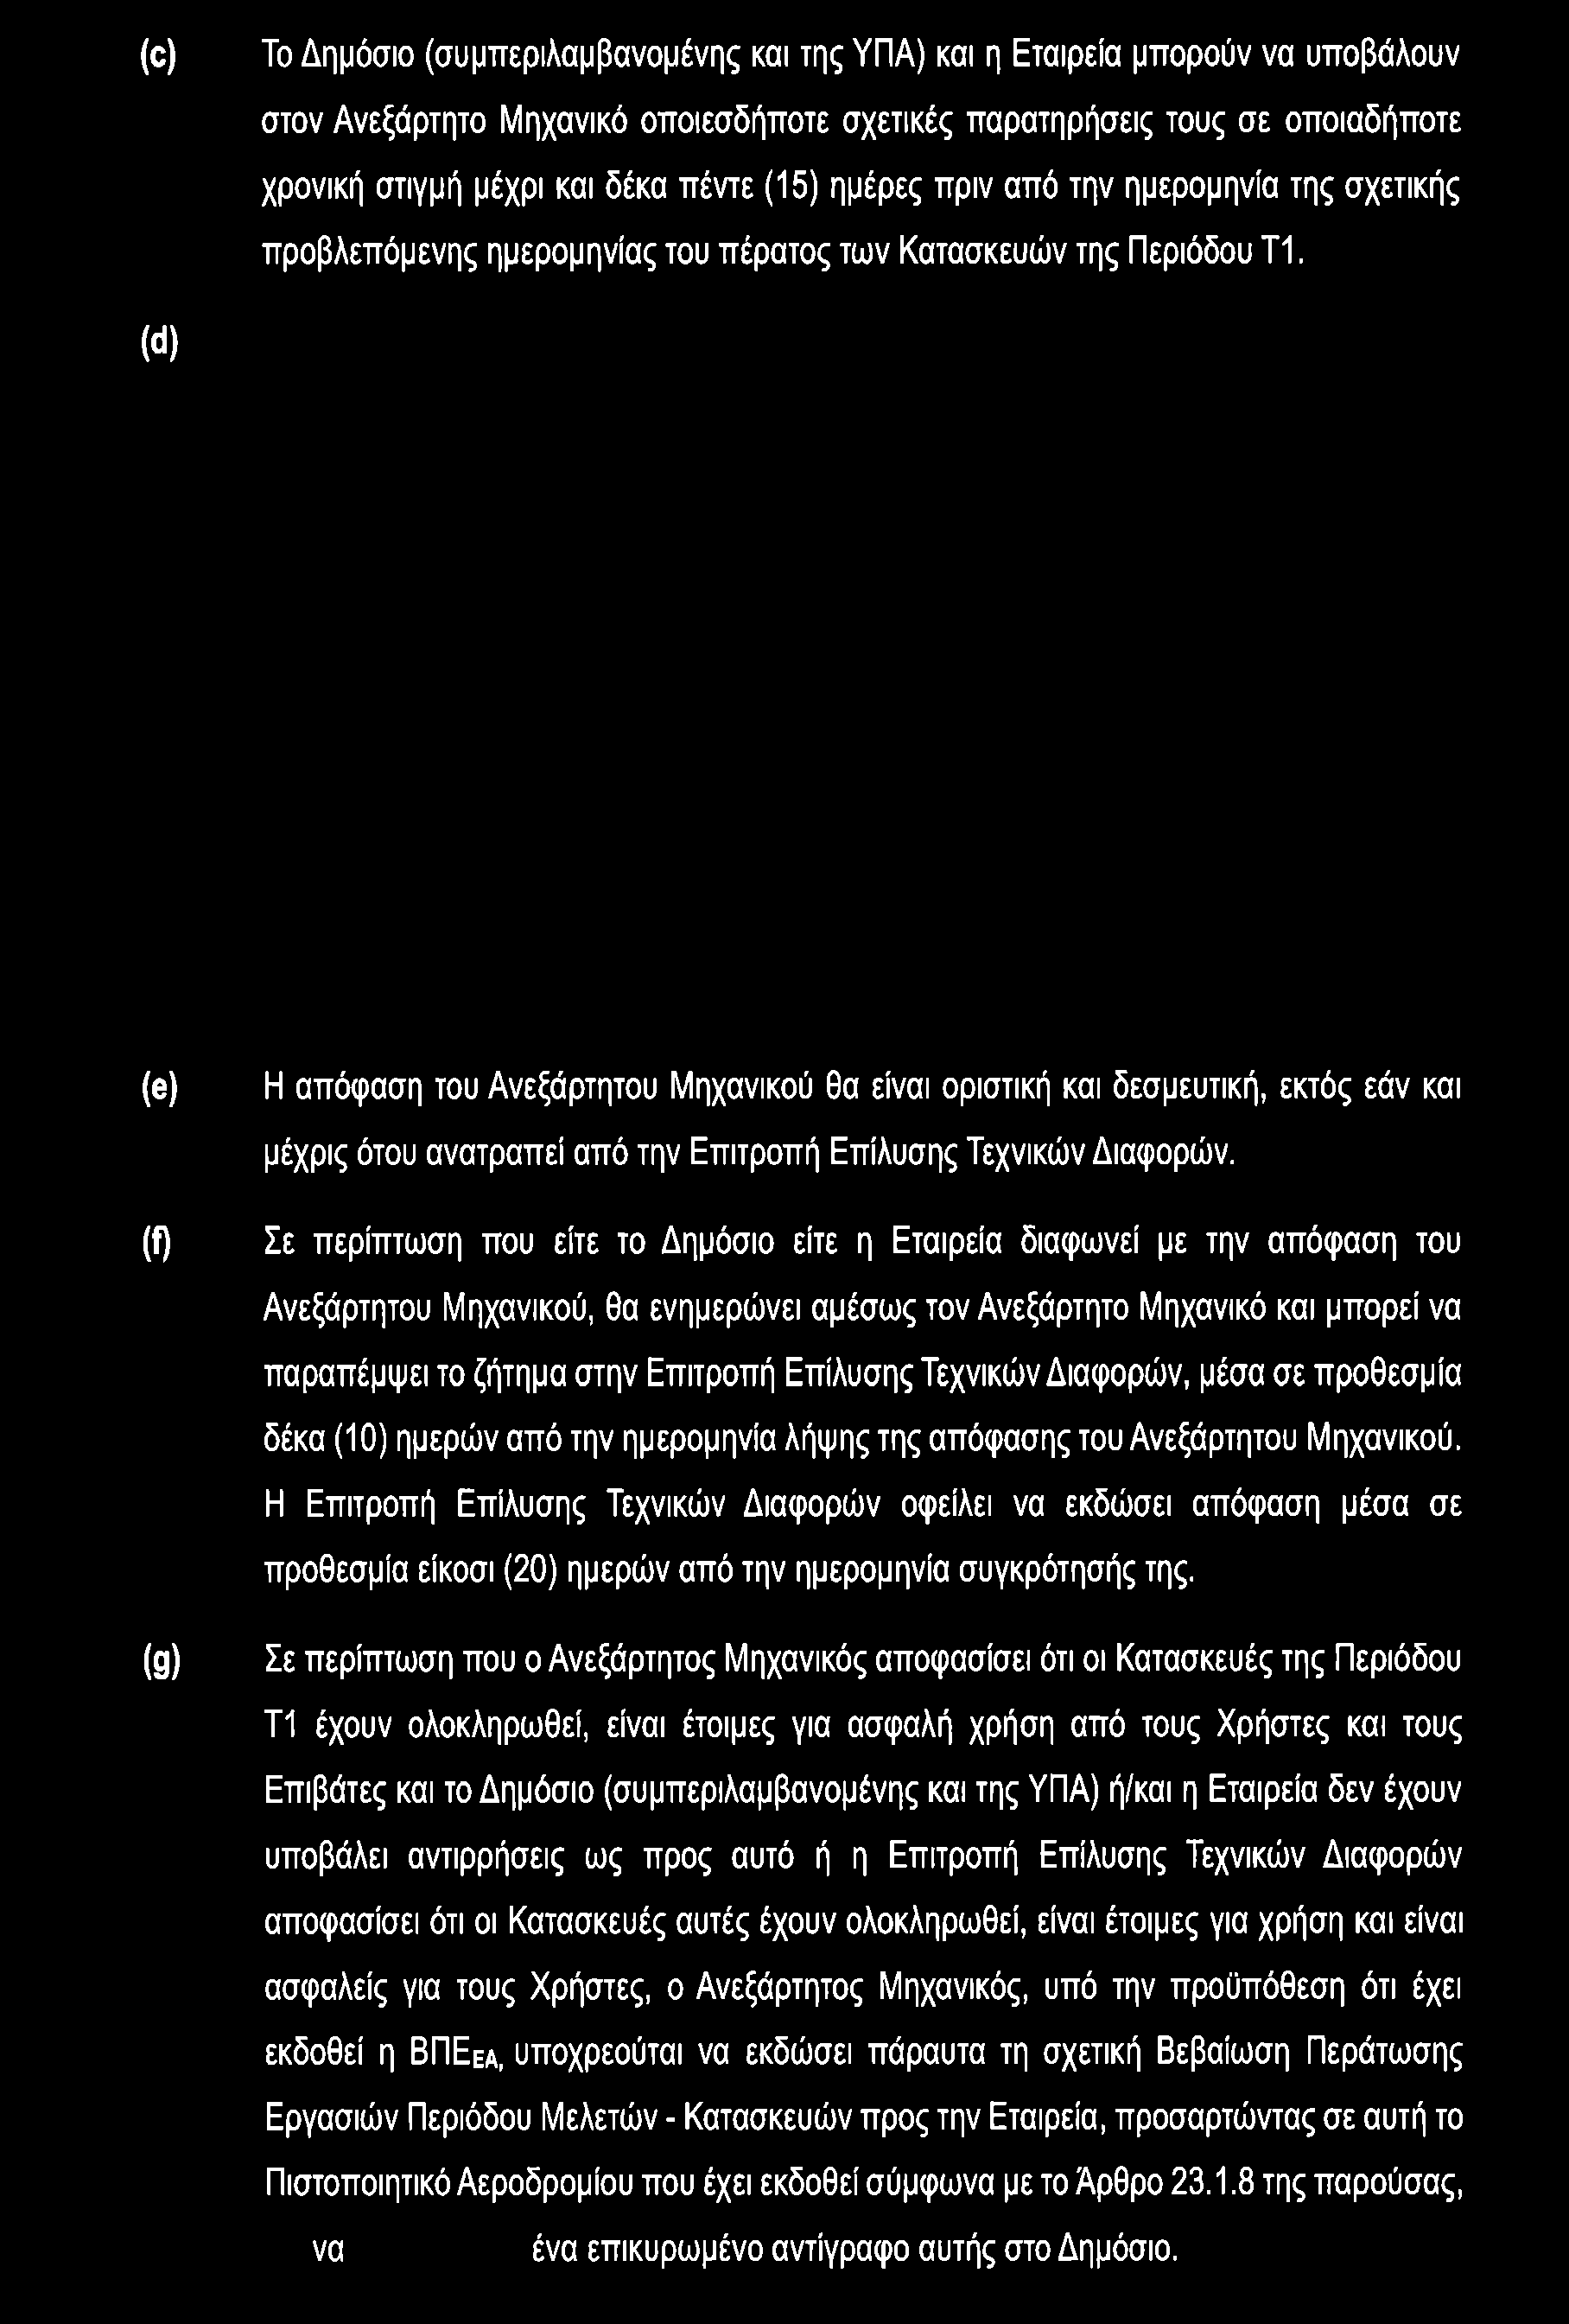 (c) Το Δημόσιο (συμπεριλαμβανομένης και της ΥΠΑ) και η Εταιρεία μπορούν να υποβάλουν
στον Ανεξάρτητο Μηχανικό οποιεσδήποτε σχετικές παρατηρήσεις τους σε οποιαδήποτε
χρονική στιγμή μέχρι και δέκα πέντε (15) ημέρες πριν από την ημερομηνία της σχετικής
προβλεπόμενης ημερομηνίας του πέρατος των Κατασκευών της Περιόδου Τ1.
(d)
(e) Η απόφαση του Ανεξάρτητου Μηχανικού θα είναι οριστική και δεσμευτική, εκτός εάν και
μέχρις ότου ανατραπεί από την Επιτροπή Επίλυσης Τεχνικών Διαφορών.
(f) Σε περίπτωση που είτε το Δημόσιο είτε η Εταιρεία διαφωνεί με την απόφαση του
Ανεξάρτητου Μηχανικού, θα ενημερώνει αμέσως τον Ανεξάρτητο Μηχανικό και μπορεί να
παραπέμψει το ζήτημα στην Επιτροπή Επίλυσης Τεχνικών Διαφορών, μέσα σε προθεσμία
δέκα (10) ημερών από την ημερομηνία λήψης της απόφασης του Ανεξάρτητου Μηχανικού.
Η Επιτροπή Επίλυσης Τεχνικών Διαφορών οφείλει να εκδώσει απόφαση μέσα σε
προθεσμία είκοσι (20) ημερών από την ημερομηνία συγκρότησής της.
(g) Σε περίπτωση που ο Ανεξάρτητος Μηχανικός αποφασίσει ότι οι Κατασκευές της Περιόδου
Τ1 έχουν ολοκληρωθεί, είναι έτοιμες για ασφαλή χρήση από τους Χρήστες και τους
Επιβάτες και το Δημόσιο (συμπεριλαμβανομένης και της ΥΠΑ) ή/και η Εταιρεία δεν έχουν
υποβάλει αντιρρήσεις ως προς αυτό ή η Επιτροπή Επίλυσης Τεχνικών Διαφορών
αποφασίσει ότι οι Κατασκευές αυτές έχουν ολοκληρωθεί, είναι έτοιμες για χρήση και είναι
ασφαλείς για τους Χρήστες, ο Ανεξάρτητος Μηχανικός, υπό την προϋπόθεση ότι έχει
εκδοθεί η ΒΠΕΕΑ, υποχρεούται να εκδώσει πάραυτα τη σχετική Βεβαίωση Περάτωσης
Εργασιών Περιόδου Μελετών - Κατασκευών προς την Εταιρεία, προσαρτώντας σε αυτή το
Πιστοποιητικό Αεροδρομίου που έχει εκδοθεί σύμφωνα με το Άρθρο 23.1.8 της παρούσας,
να ένα επικυρωμένο αντίγραφο αυτής στο Δημόσιο.